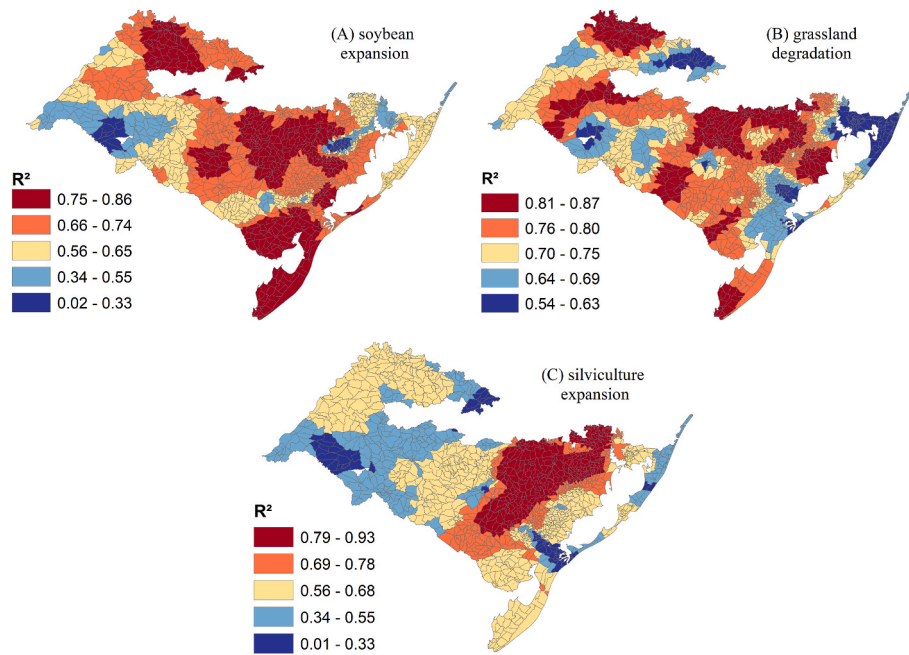 (A) soybean
expansion
R²
0.75 - 0.86
0.66 - 0.74
0.56 - 0.65
0.34 - 0.55
0.02 - 0.33
(B) grassland
degradation
R²
0.81 - 0.87
0.76 - 0.80
0.70 - 0.75
0.64 - 0.69
0.54 - 0.63
(C) silviculture
expansion
R²
0.79 - 0.93
0.69 - 0.78
0.56 - 0.68
0.34 - 0.55
0.01 - 0.33